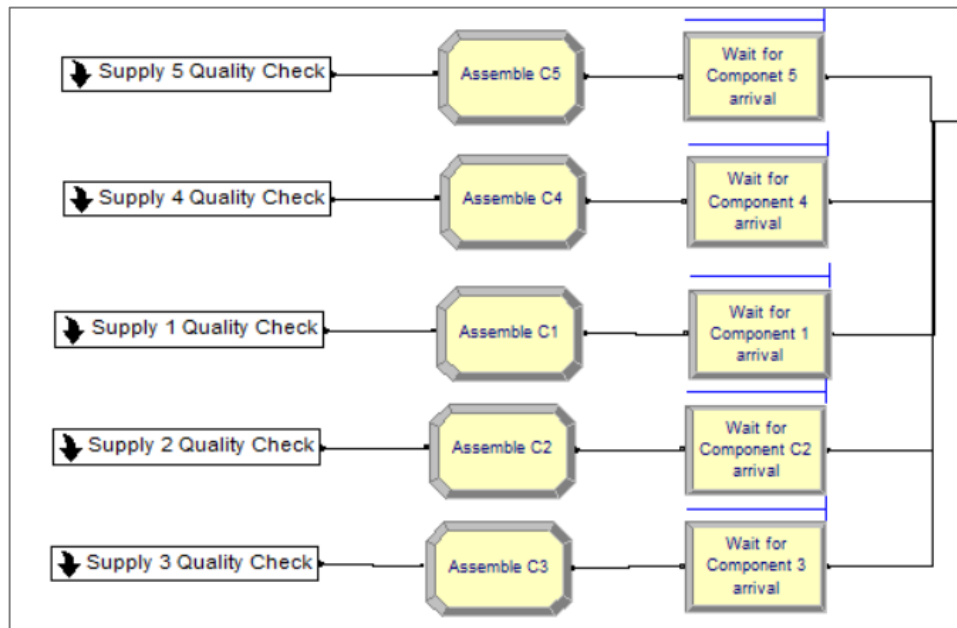 Supply 5 Quality Check
Assemble C5
Wait for
Componet 5
arrival
Supply 4 Quality Check
Assemble C4
Wait for
Component 4
arrival
Supply 1 Quality Check
Assemble C1
Wait for
Component 1
arrival
Supply 2 Quality Check
Assemble C2
Wait for
Component C2
arrival
Supply 3 Quality Check
Assemble C3
Wait for
Component 3
arrival